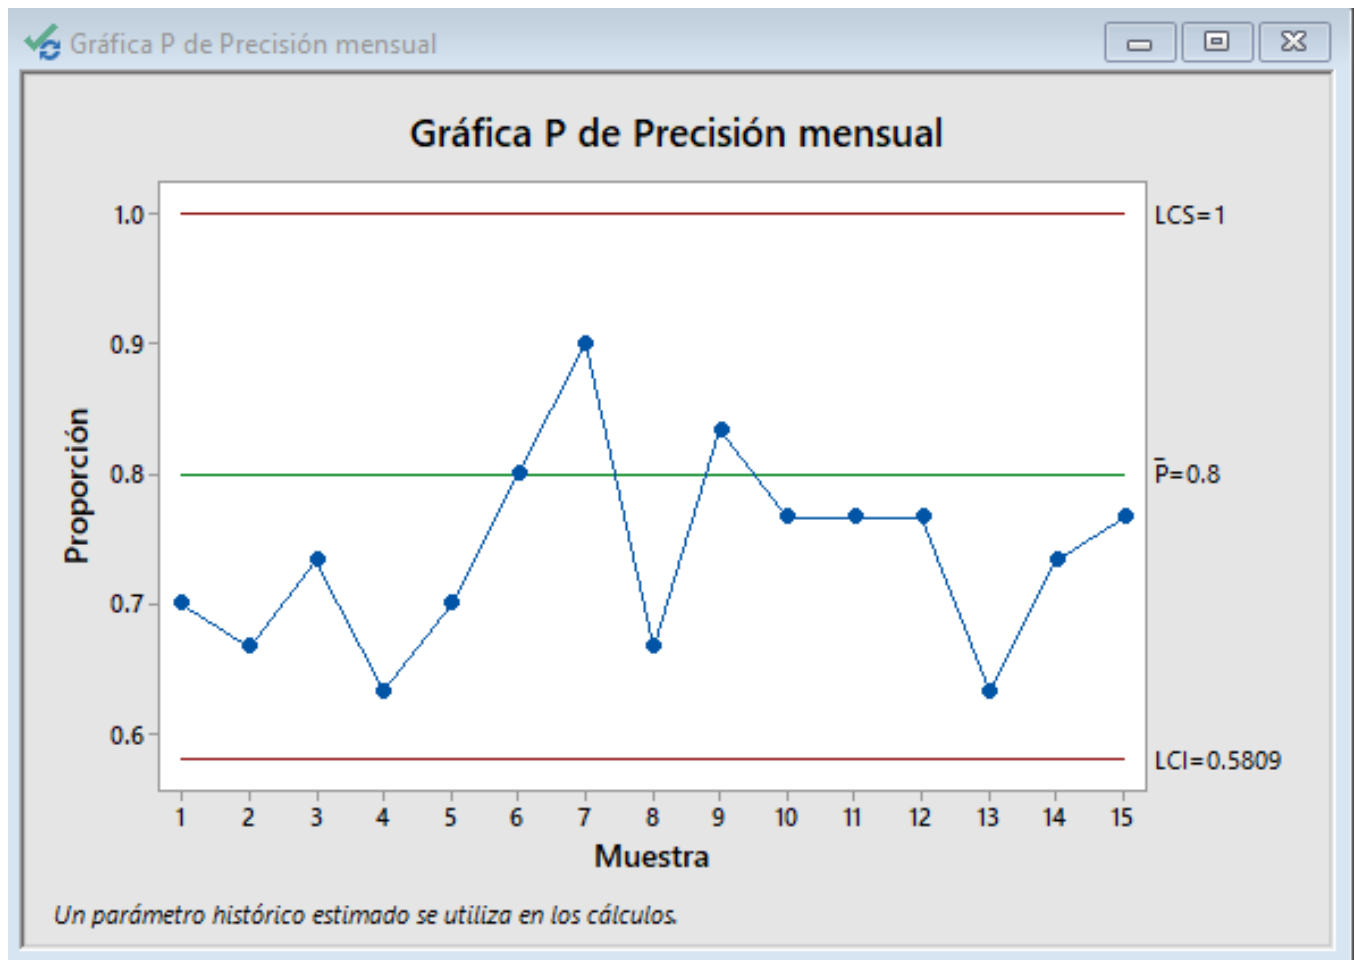 Gráfica P de Precisión mensual
Gráfica P de Precisión mensual
1.0
0.9
0.8
0.7
0.6
Proporción
LCS=1
P̅=0.8
LCI=0.5809
1 2 3 4 5 6 7 8 9 10 11 12 13 14 15
Muestra
Un parámetro histórico estimado se utiliza en los cálculos.